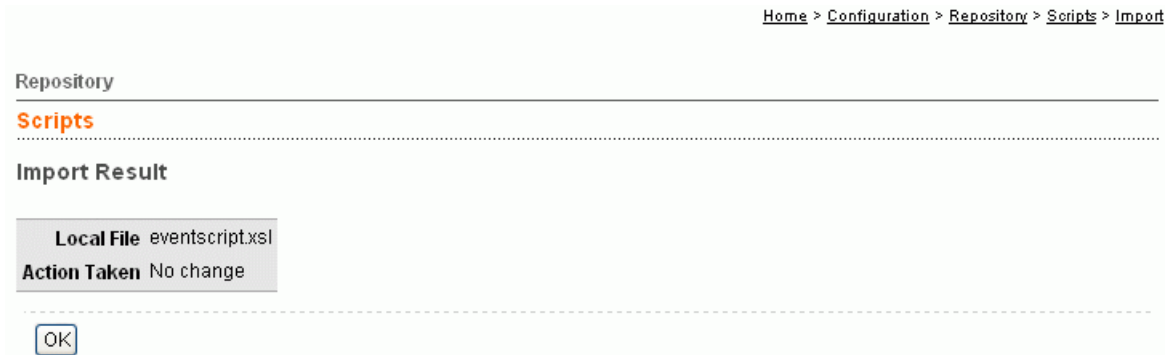 Home > Configuration > Repository > Scripts > Import
Repository
Scripts
Import Result
Local File eventscript.xsl
Action Taken No change
OK